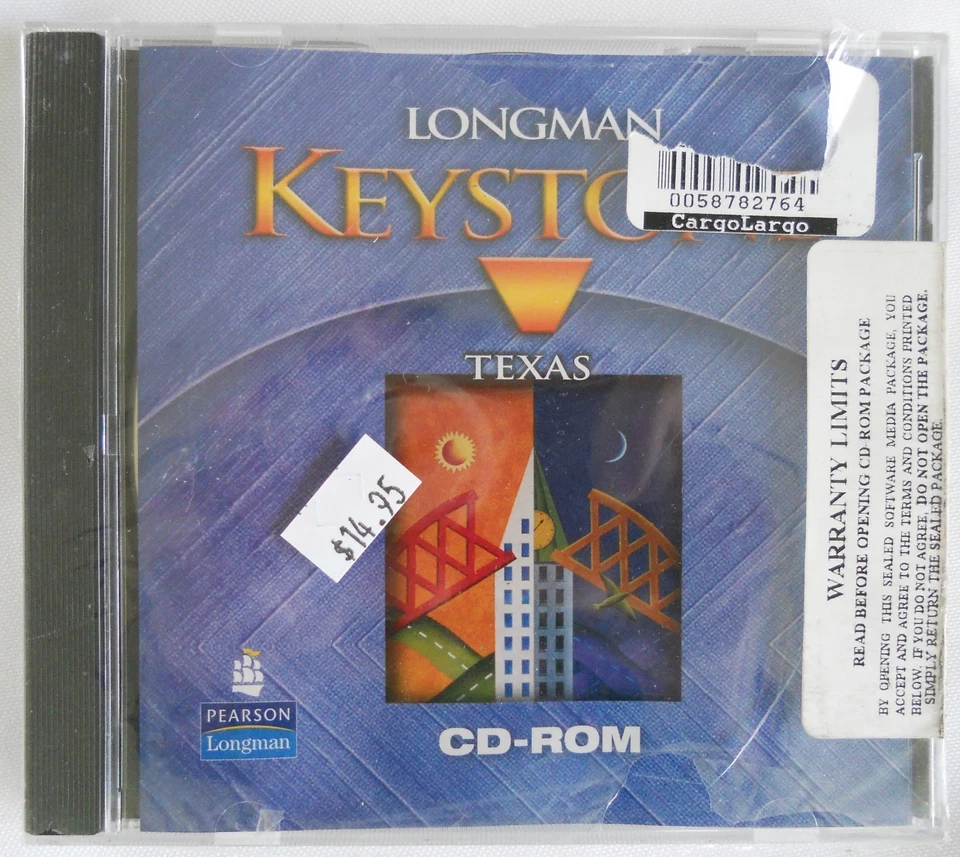 LONGMAN
KEYSTO
0058782764
CargoLargo
TEXAS
$14.95
WARRANTY LIMITS
READ BEFORE OPENING CD-ROM PACKAGE
BY OPENING THIS SEALED SOFTWARE MEDIA PACKAGE, YOU
ACCEPT AND AGREE TO THE TERMS AND CONDITIONS PRINTED
BELOW. IF YOU DO NOT AGREE, DO NOT OPEN THE PACKAGE.
SIMPLY RETURN THE SEALED PACKAGE.
PEARSON
Longman
CD-ROM